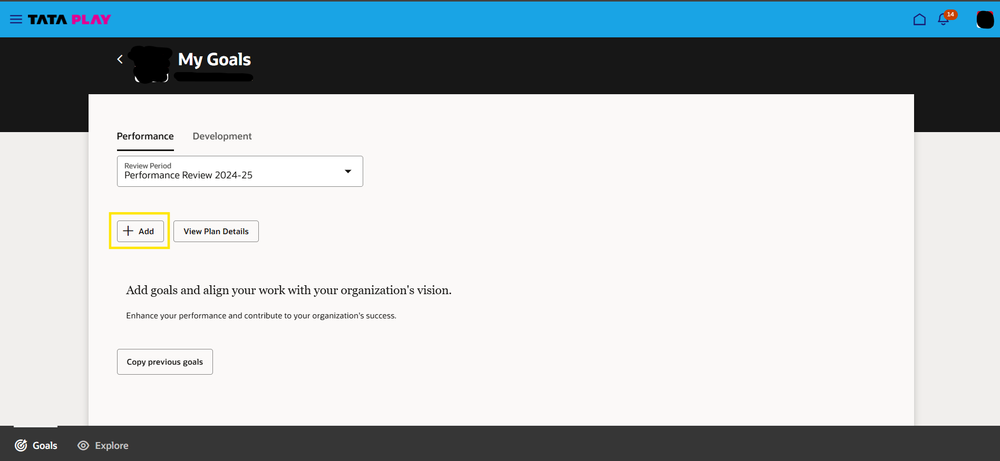 TATA PLAY
14
My Goals
Performance Development
Review Period
Performance Review 2024-25
Add View Plan Details
Add goals and align your work with your organization's vision.
Enhance your performance and contribute to your organization's success.
Copy previous goals
Goals Explore